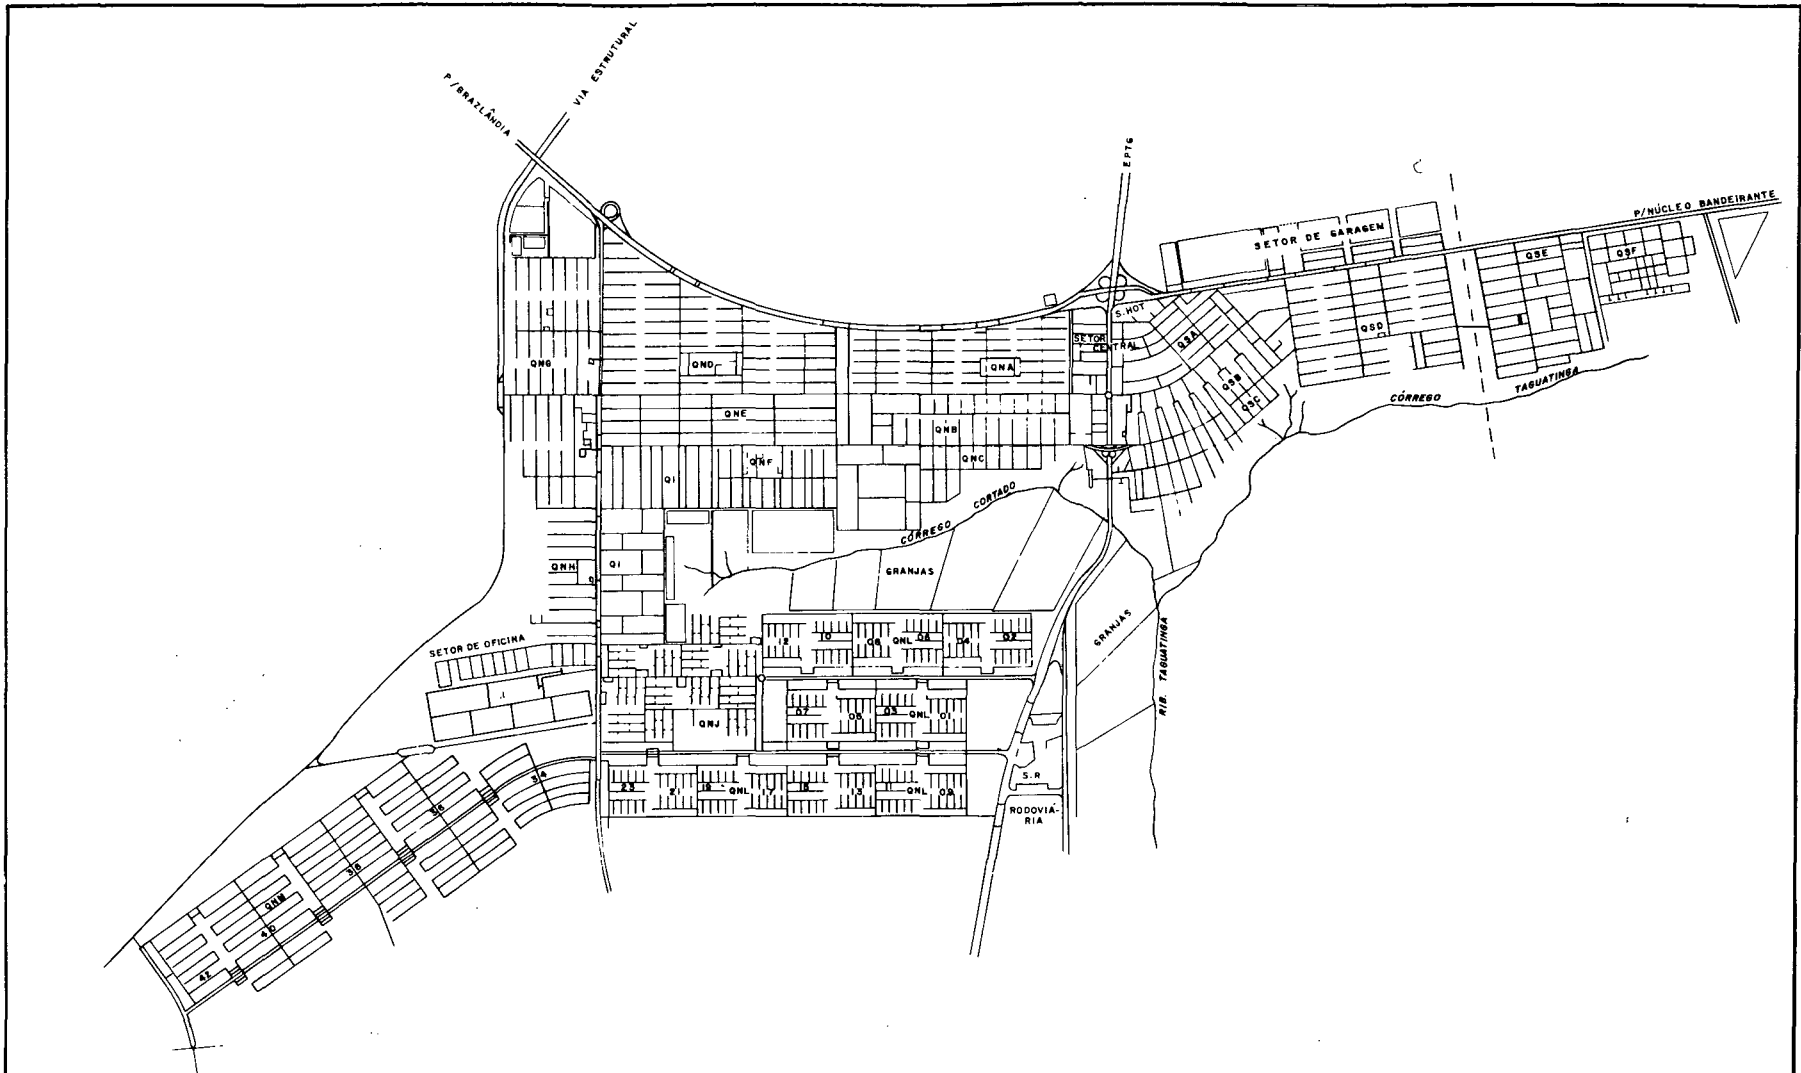 VIA ESTRUTURAL
P/BRAZLÂNDIA
EPTG
P/NÚCLEO BANDEIRANTE
SETOR DE GARAGEM
QSE
QSF
S. HOT
QSD
QSA
SETOR CENTRAL
QNG
QND
QNA
QSB
TAGUATINGA
CÓRREGO
QSC
QNE
QNB
QNC
QNF
QI
CÓRREGO CORTADO
QNH
QI
GRANJAS
GRANJAS
RIB. TAGUATINGA
SETOR DE OFICINA
12
10
08
QNL
06
04
02
07
05
03
QNL
01
QNJ
34
36
38
QNM
40
42
23
21
19
QNL
17
15
13
11
QNL
09
S.R
RODOVIÁ-
RIA